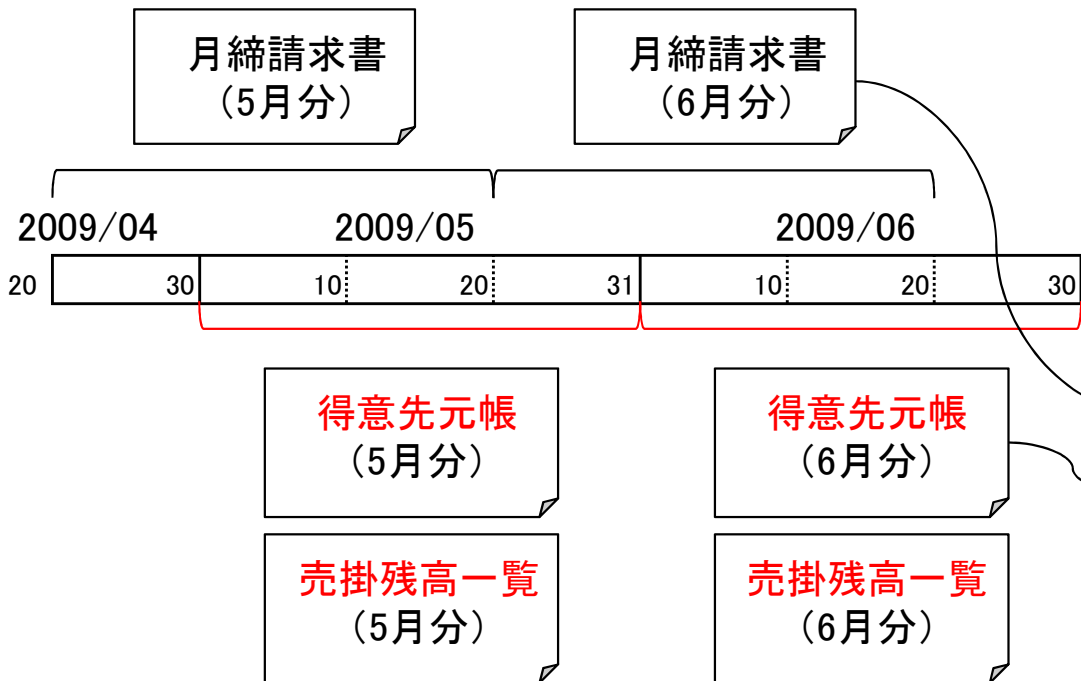 月締請求書
(5月分)
月締請求書
(6月分)
2009/04
2009/05
2009/06
20
30
10
20
31
10
20
30
得意先元帳
(5月分)
得意先元帳
(6月分)
売掛残高一覧
(5月分)
売掛残高一覧
(6月分)